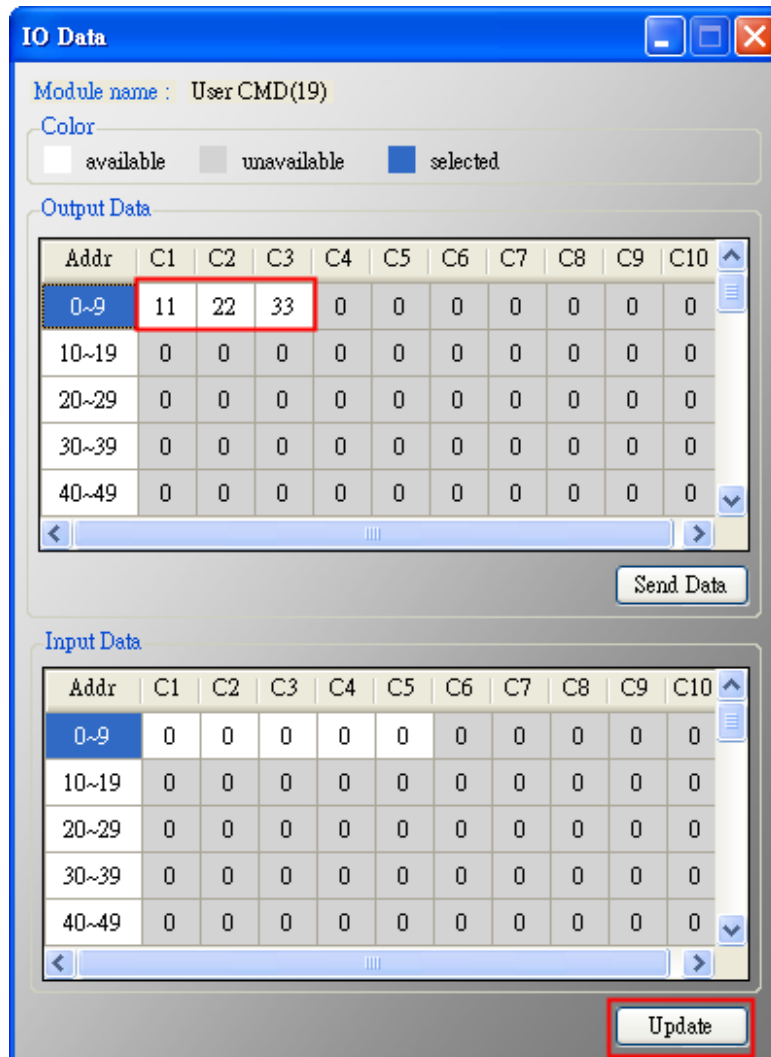 IO Data
Module name : User CMD(19)
Color
available unavailable selected
Output Data
Addr C1 C2 C3 C4 C5 C6 C7 C8 C9 C10
0~9 11 22 33 0 0 0 0 0 0 0
10~19 0 0 0 0 0 0 0 0 0 0
20~29 0 0 0 0 0 0 0 0 0 0
30~39 0 0 0 0 0 0 0 0 0 0
40~49 0 0 0 0 0 0 0 0 0 0
Send Data
Input Data
Addr C1 C2 C3 C4 C5 C6 C7 C8 C9 C10
0~9 0 0 0 0 0 0 0 0 0 0
10~19 0 0 0 0 0 0 0 0 0 0
20~29 0 0 0 0 0 0 0 0 0 0
30~39 0 0 0 0 0 0 0 0 0 0
40~49 0 0 0 0 0 0 0 0 0 0
Update